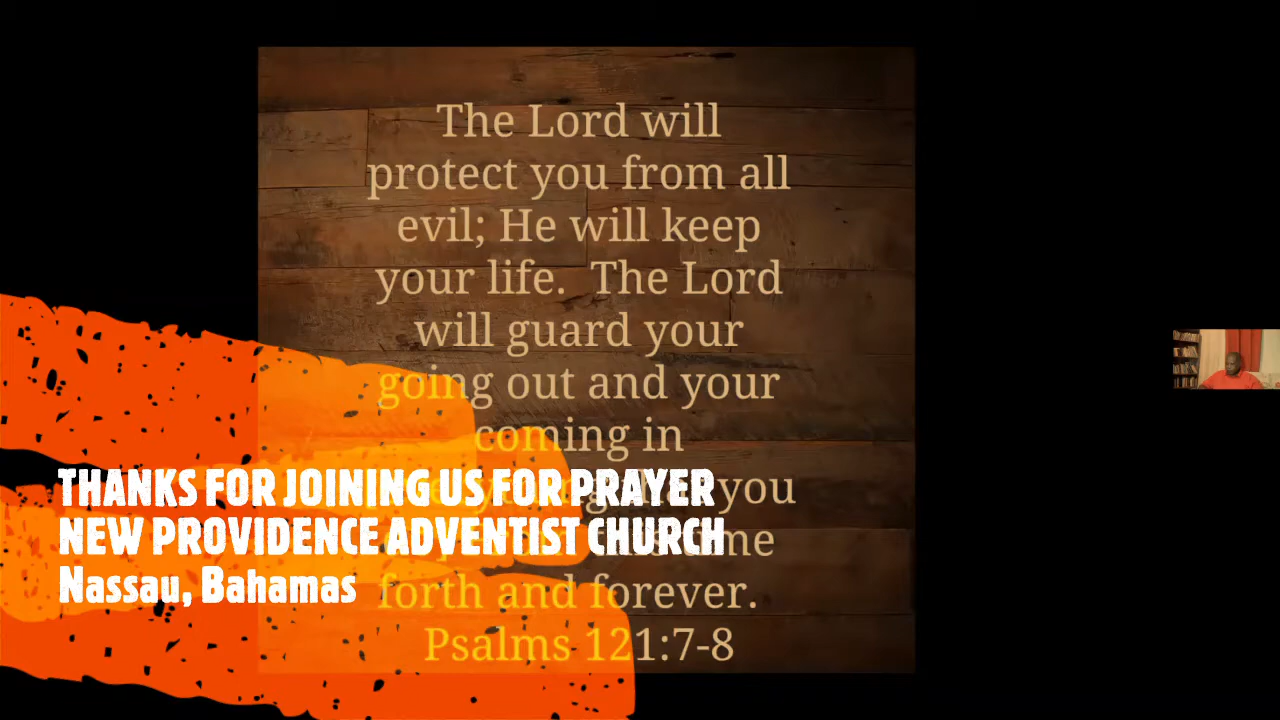 The Lord will
protect you from all
evil; He will keep
your life.  The Lord
will guard your
going out and your
coming in
you
forth and forever.
Psalms 121:7-8
THANKS FOR JOINING US FOR PRAYER
NEW PROVIDENCE ADVENTIST CHURCH
Nassau, Bahamas